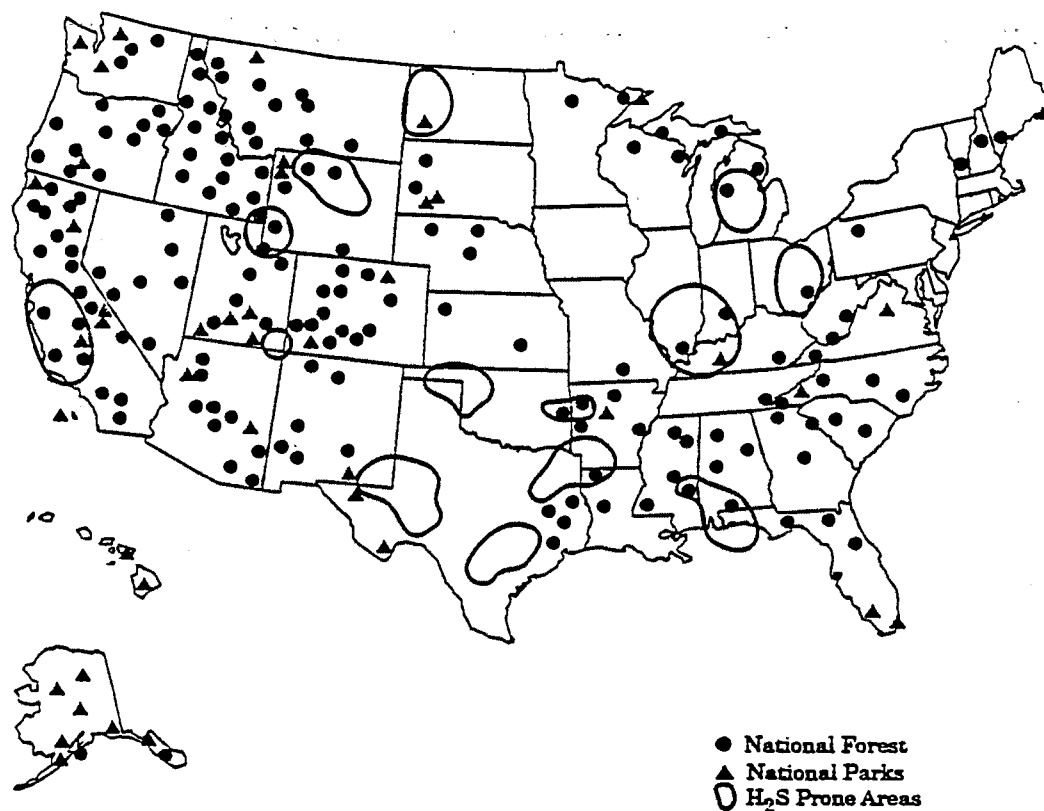 ● National Forest
▲ National Parks
H₂S Prone Areas